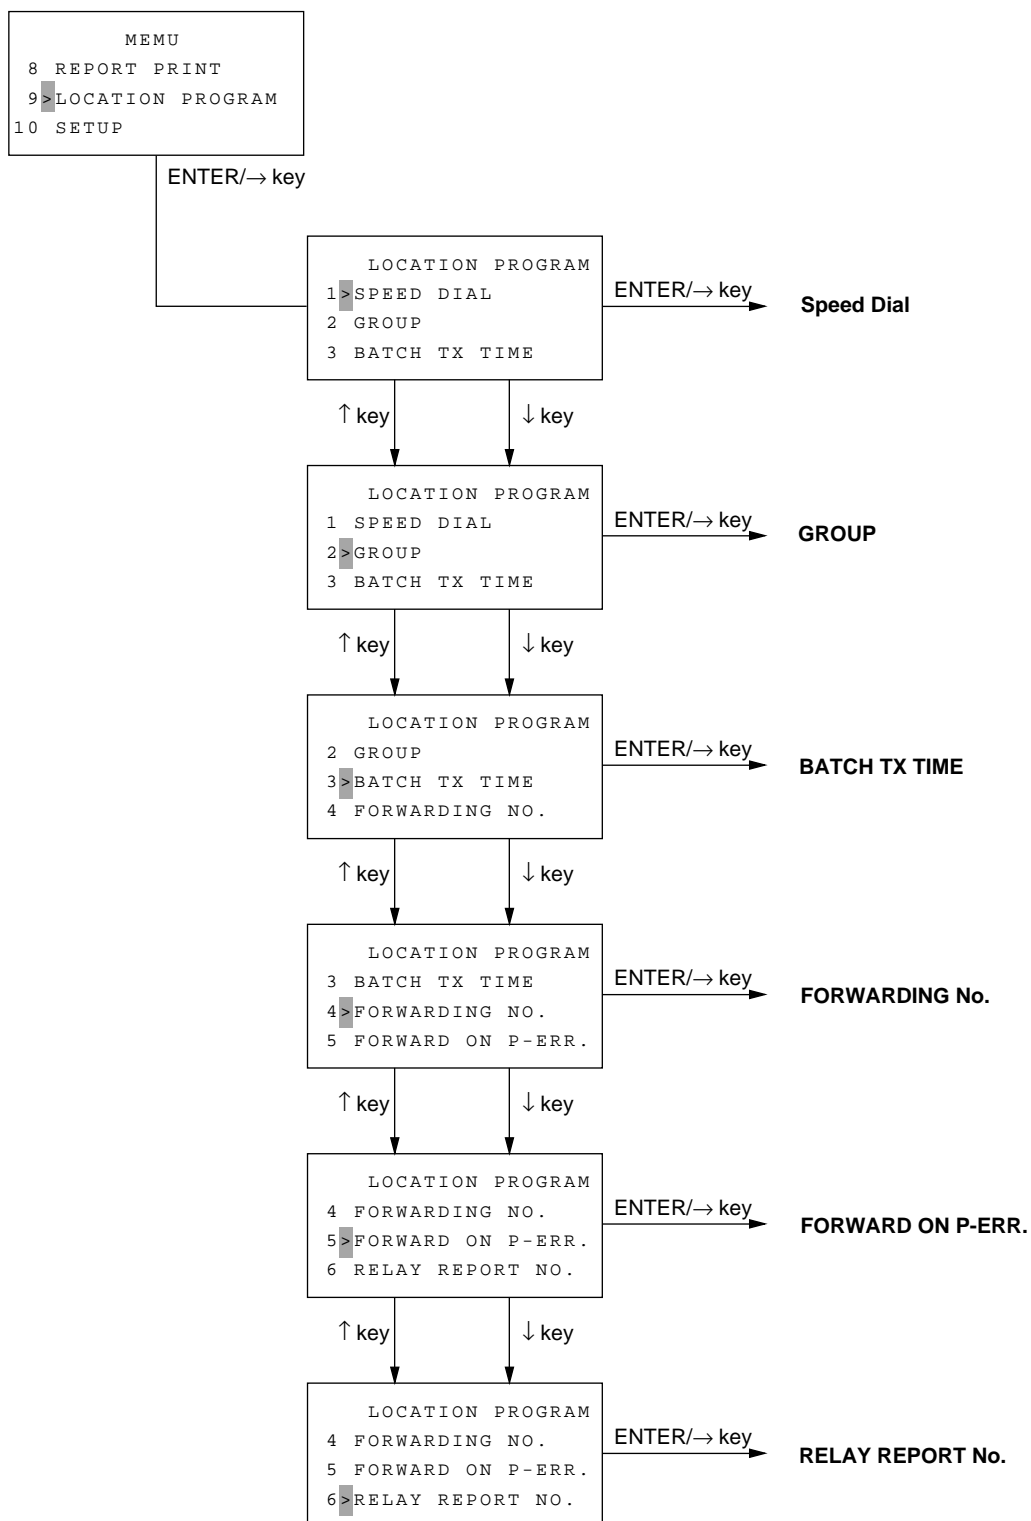 MEMU
8 REPORT PRINT
9>LOCATION PROGRAM
10 SETUP
ENTER/→ key
LOCATION PROGRAM
1>SPEED DIAL
2 GROUP
3 BATCH TX TIME
ENTER/→ key
Speed Dial
↑ key
↓ key
LOCATION PROGRAM
1 SPEED DIAL
2>GROUP
3 BATCH TX TIME
ENTER/→ key
GROUP
↑ key
↓ key
LOCATION PROGRAM
2 GROUP
3>BATCH TX TIME
4 FORWARDING NO.
ENTER/→ key
BATCH TX TIME
↑ key
↓ key
LOCATION PROGRAM
3 BATCH TX TIME
4>FORWARDING NO.
5 FORWARD ON P-ERR.
ENTER/→ key
FORWARDING No.
↑ key
↓ key
LOCATION PROGRAM
4 FORWARDING NO.
5>FORWARD ON P-ERR.
6 RELAY REPORT NO.
ENTER/→ key
FORWARD ON P-ERR.
↑ key
↓ key
LOCATION PROGRAM
4 FORWARDING NO.
5 FORWARD ON P-ERR.
6>RELAY REPORT NO.
ENTER/→ key
RELAY REPORT No.